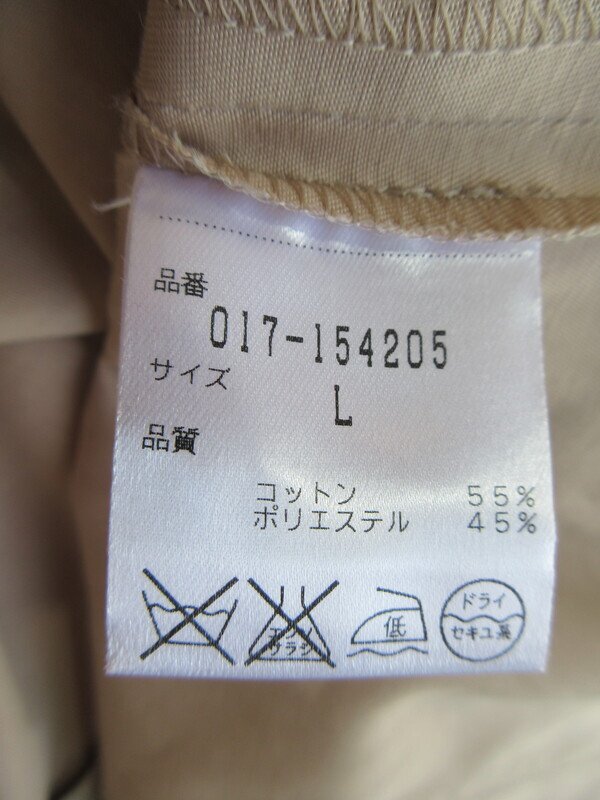 品番
017-154205
サイズ
L
品質
コットン 55%
ポリエステル 45%
エンソ
サラシ
低
ドライ
セキユ系